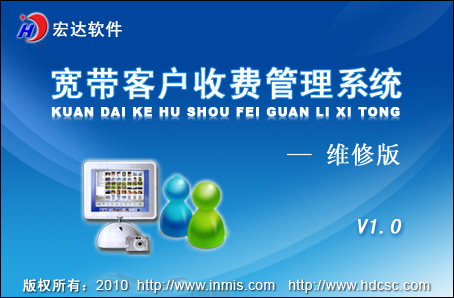 宏达软件
宽带客户收费管理系统
KUAN DAI KE HU SHOU FEI GUAN LI XI TONG
— 维修版
V1.0
版权所有：2010 http://www.inmis.com http://www.hdcsc.com